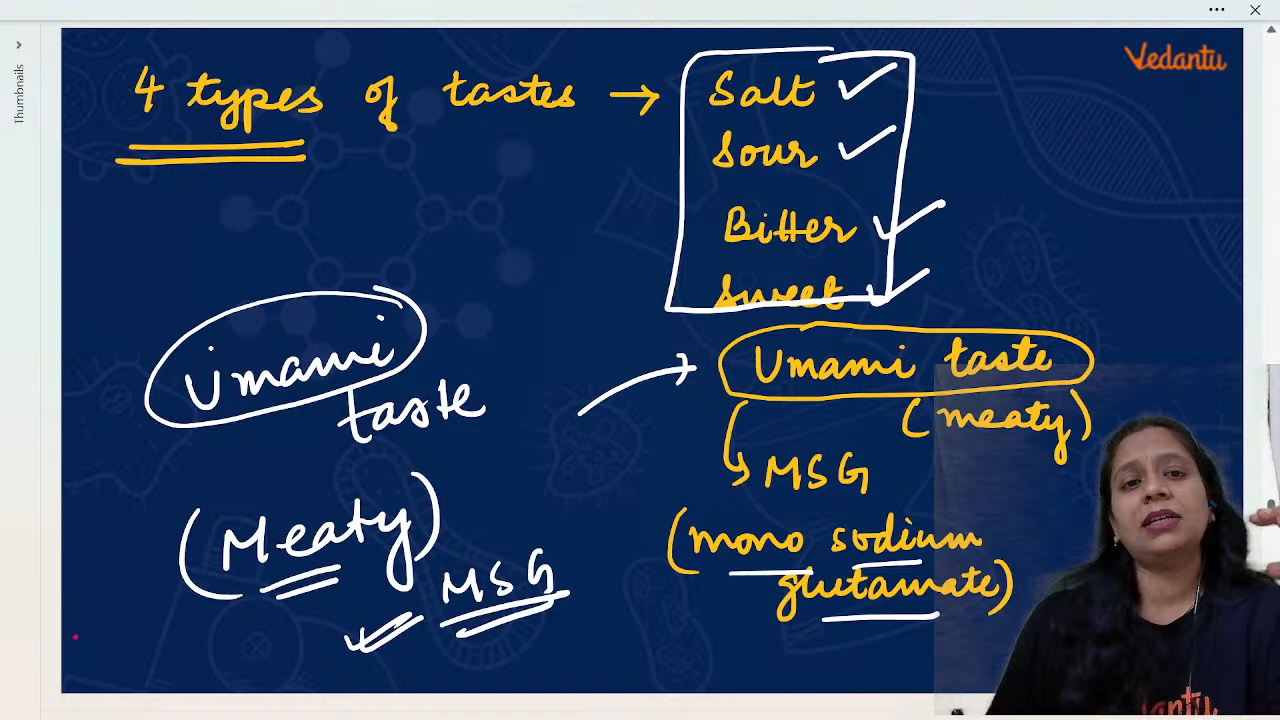 Vedantu
4 types of tastes → Salt ✓
Sour ✓
Bitter ✓
Sweet ✓
Umami taste
(meaty)
MSG
(mono sodium
glutamate)
Umami
taste
(Meaty)
MSG
Thumbnails
Vedantu